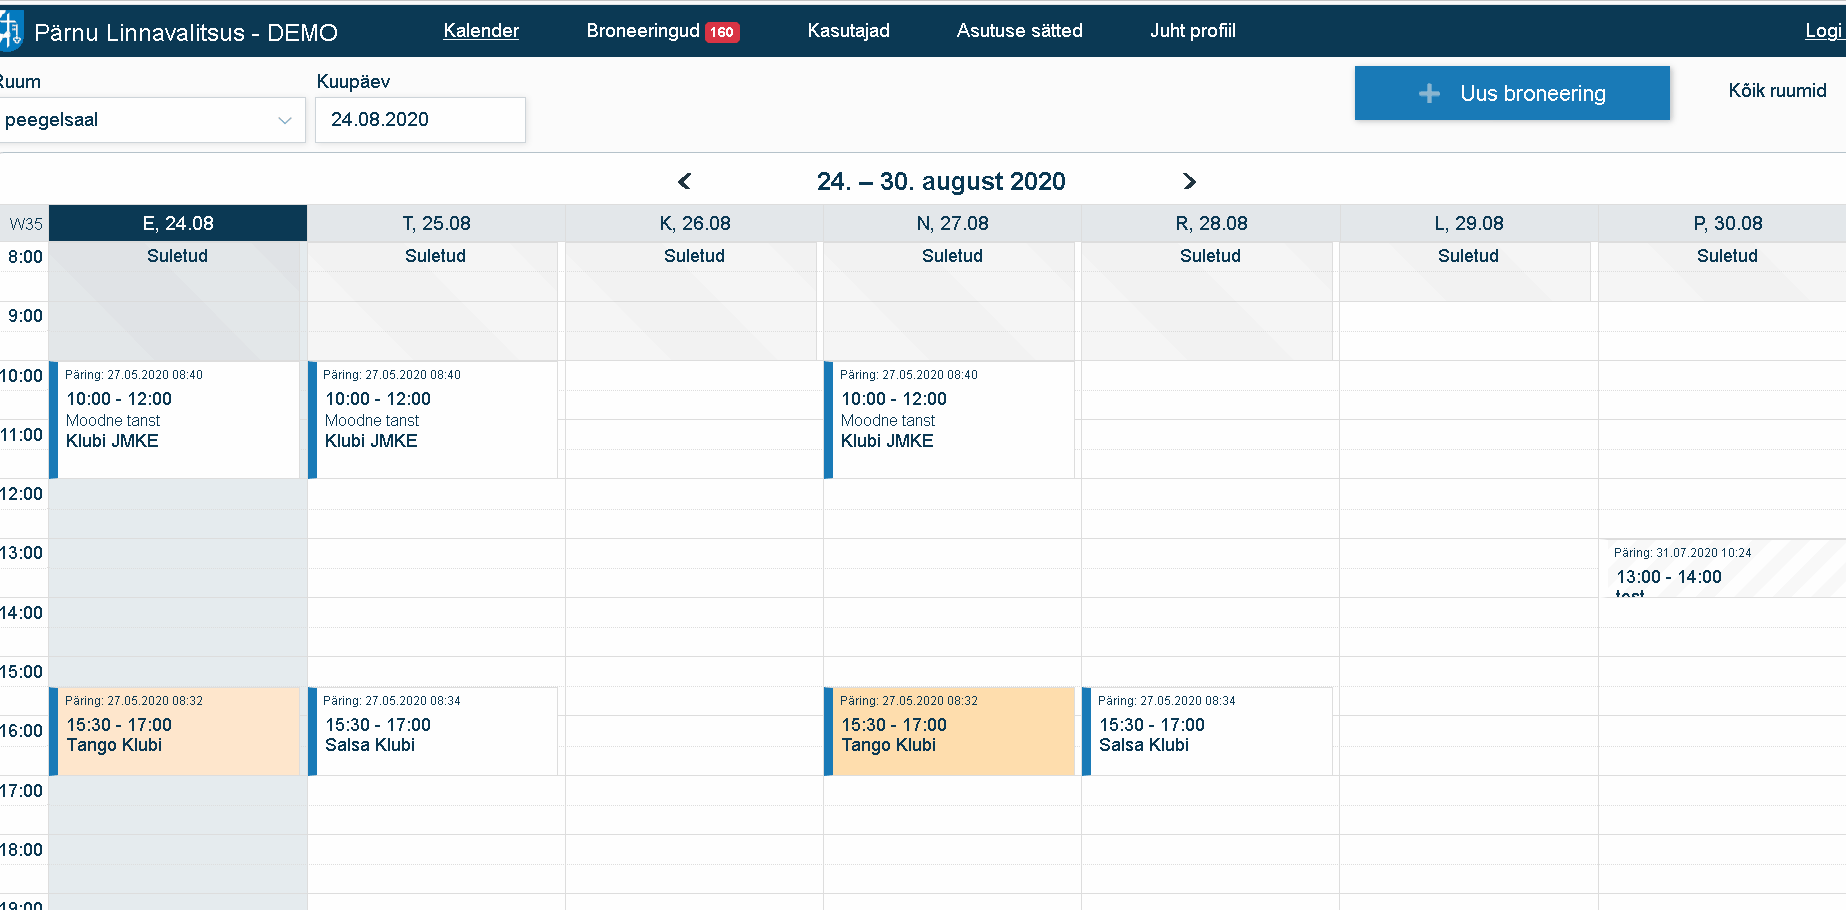 Pärnu Linnavalitsus - DEMO
Kalender
Broneeringud 160
Kasutajad
Asutuse sätted
Juht profiil
Logi
Ruum
Kuupäev
peegelsaal
24.08.2020
Uus broneering
Kõik ruumid
24. – 30. august 2020
W35
E, 24.08
T, 25.08
K, 26.08
N, 27.08
R, 28.08
L, 29.08
P, 30.08
8:00
Suletud
Suletud
Suletud
Suletud
Suletud
Suletud
Suletud
9:00
10:00
Päring: 27.05.2020 08:40
10:00 - 12:00
Moodne tanst
Klubi JMKE
Päring: 27.05.2020 08:40
10:00 - 12:00
Moodne tanst
Klubi JMKE
Päring: 27.05.2020 08:40
10:00 - 12:00
Moodne tanst
Klubi JMKE
11:00
12:00
13:00
Päring: 31.07.2020 10:24
13:00 - 14:00
test
14:00
15:00
Päring: 27.05.2020 08:32
15:30 - 17:00
Tango Klubi
Päring: 27.05.2020 08:34
15:30 - 17:00
Salsa Klubi
Päring: 27.05.2020 08:32
15:30 - 17:00
Tango Klubi
Päring: 27.05.2020 08:34
15:30 - 17:00
Salsa Klubi
16:00
17:00
18:00
19:00